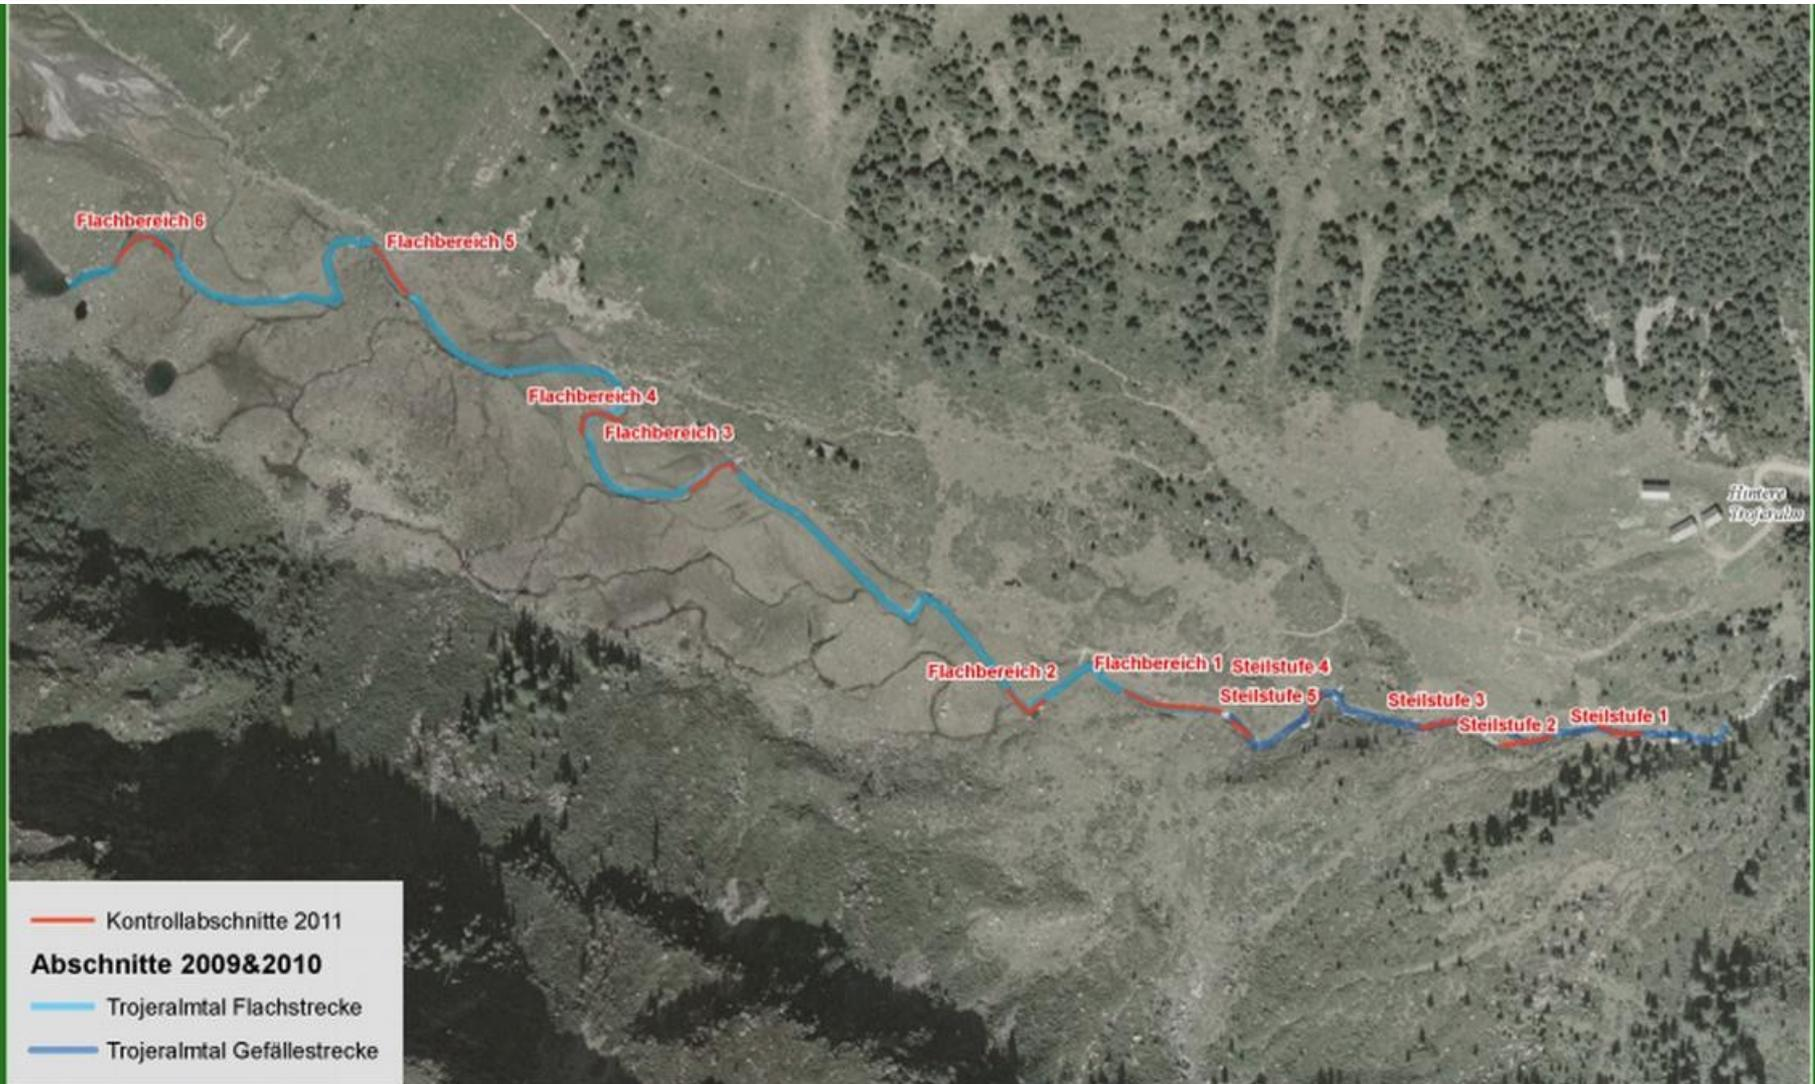 Flachbereich 6
Flachbereich 5
Flachbereich 4
Flachbereich 3
Hintere
Trojeralm
Flachbereich 2
Flachbereich 1
Steilstufe 4
Steilstufe 5
Steilstufe 3
Steilstufe 2
Steilstufe 1
Kontrollabschnitte 2011
Abschnitte 2009&2010
Trojeralmtal Flachstrecke
Trojeralmtal Gefällestrecke